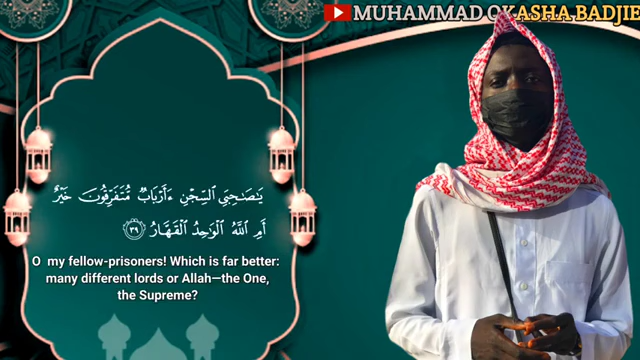 MUHAMMAD OKASHA BADJIE
يَـٰصَـٰحِبَىِ ٱلسِّجْنِ ءَأَرْبَابٌ مُّتَفَرِّقُونَ خَيْرٌ
أَمِ ٱللَّهُ ٱلْوَٰحِدُ ٱلْقَهَّارُ ٣٩
O my fellow-prisoners! Which is far better:
many different lords or Allah—the One,
the Supreme?